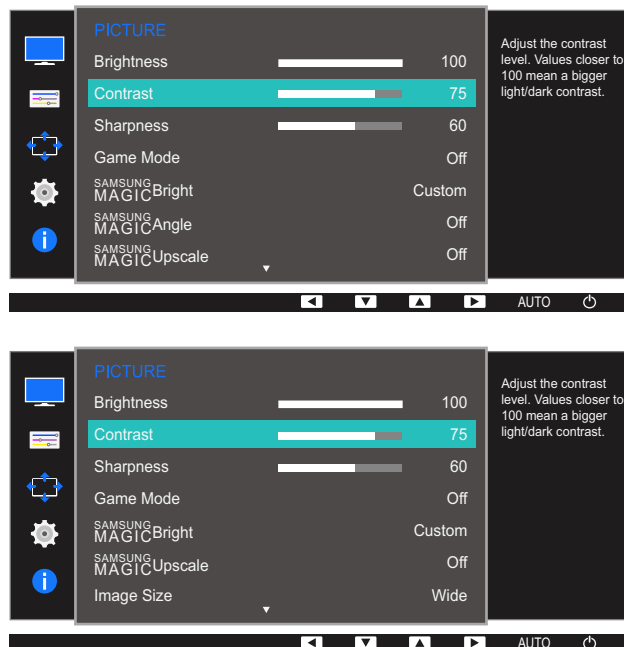 PICTURE
Brightness 100
Contrast 75
Sharpness 60
Game Mode Off
SAMSUNG MAGIC Bright Custom
SAMSUNG MAGIC Angle Off
SAMSUNG MAGIC Upscale Off
Adjust the contrast
level. Values closer to
100 mean a bigger
light/dark contrast.
AUTO
PICTURE
Brightness 100
Contrast 75
Sharpness 60
Game Mode Off
SAMSUNG MAGIC Bright Custom
SAMSUNG MAGIC Upscale Off
Image Size Wide
Adjust the contrast
level. Values closer to
100 mean a bigger
light/dark contrast.
AUTO